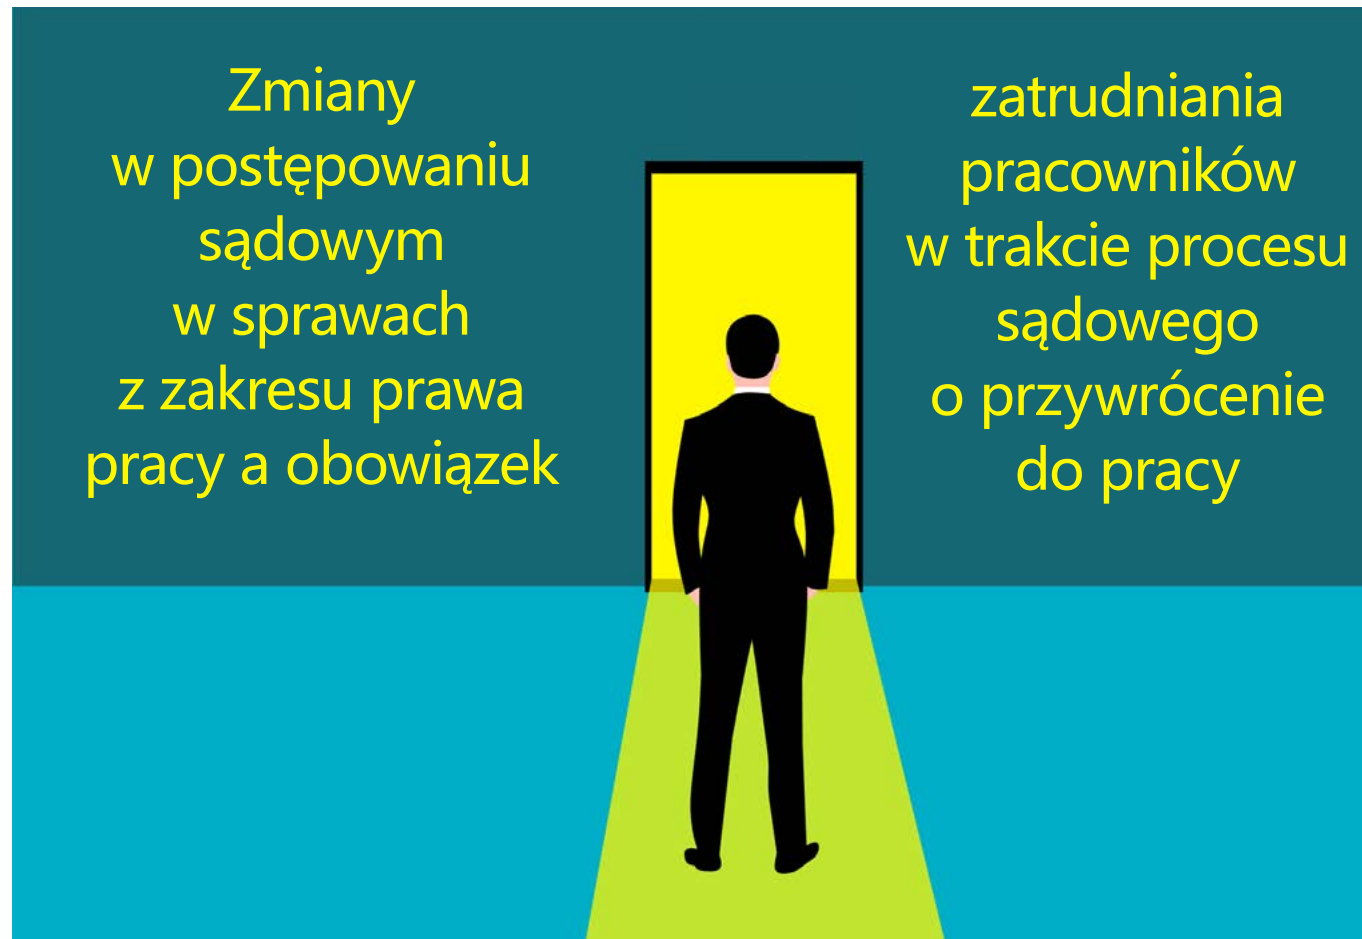 Zmiany
w postępowaniu
sądowym
w sprawach
z zakresu prawa
pracy a obowiązek
zatrudniania
pracowników
w trakcie procesu
sądowego
o przywrócenie
do pracy